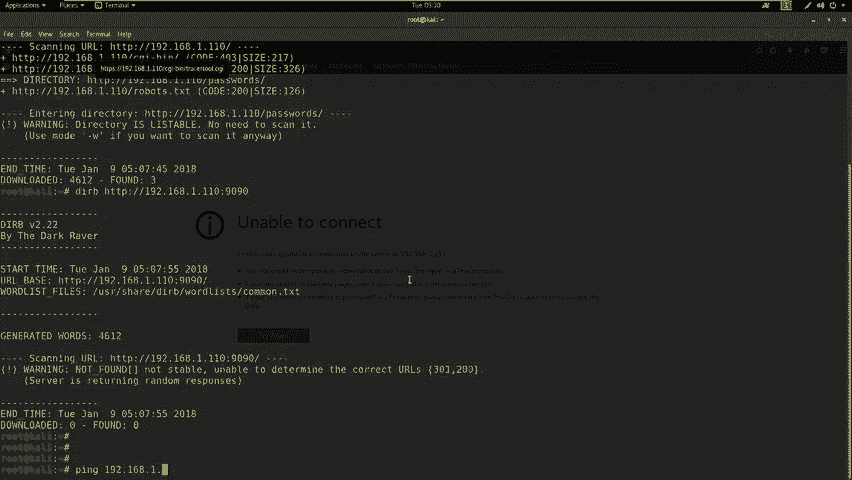 Applications ▾ Places ▾ Terminal ▾
Tue 05:10
root@kali: ~
File Edit View Search Terminal Help
---- Scanning URL: http://192.168.1.110/ ----
+ http://192.168.1.110/cgi-bin/ (CODE:403|SIZE:217)
+ http://192.168 https://192.168.1.110/cgi-bin/tracertool.cgi 200|SIZE:326)
==> DIRECTORY: http://192.168.1.110/passwords/
+ http://192.168.1.110/robots.txt (CODE:200|SIZE:126)
---- Entering directory: http://192.168.1.110/passwords/ ----
(!) WARNING: Directory IS LISTABLE. No need to scan it.
(Use mode '-w' if you want to scan it anyway)
-----------------
END_TIME: Tue Jan 9 05:07:45 2018
DOWNLOADED: 4612 - FOUND: 3
root@kali:~# dirb http://192.168.1.110:9090
-----------------
DIRB v2.22
By The Dark Raver
-----------------
Unable to connect
START_TIME: Tue Jan 9 05:07:55 2018
URL_BASE: http://192.168.1.110:9090/
WORDLIST_FILES: /usr/share/dirb/wordlists/common.txt
-----------------
GENERATED WORDS: 4612
---- Scanning URL: http://192.168.1.110:9090/ ----
(!) WARNING: NOT_FOUND[] not stable, unable to determine the correct URLs {301,200}.
(Server is returning random responses)
-----------------
END_TIME: Tue Jan 9 05:07:55 2018
DOWNLOADED: 0 - FOUND: 0
root@kali:~#
root@kali:~#
root@kali:~#
root@kali:~# ping 192.168.1.